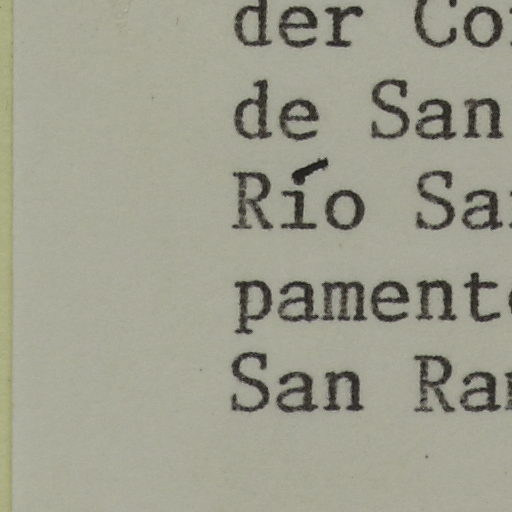 der Co
de San
Río Sa
pament
San Ra